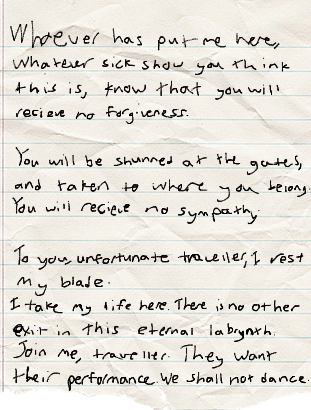 Whoever has put me here,
whatever sick show you think
this is, know that you will
recieve no forgiveness.
You will be shunned at the gates,
and taken to where you belong.
You will recieve no sympathy.
To you, unfortunate traveller, I rest
my blade.
I take my life here. There is no other
exit in this eternal labrynth.
Join me, traveller. They want
their performance. We shall not dance.